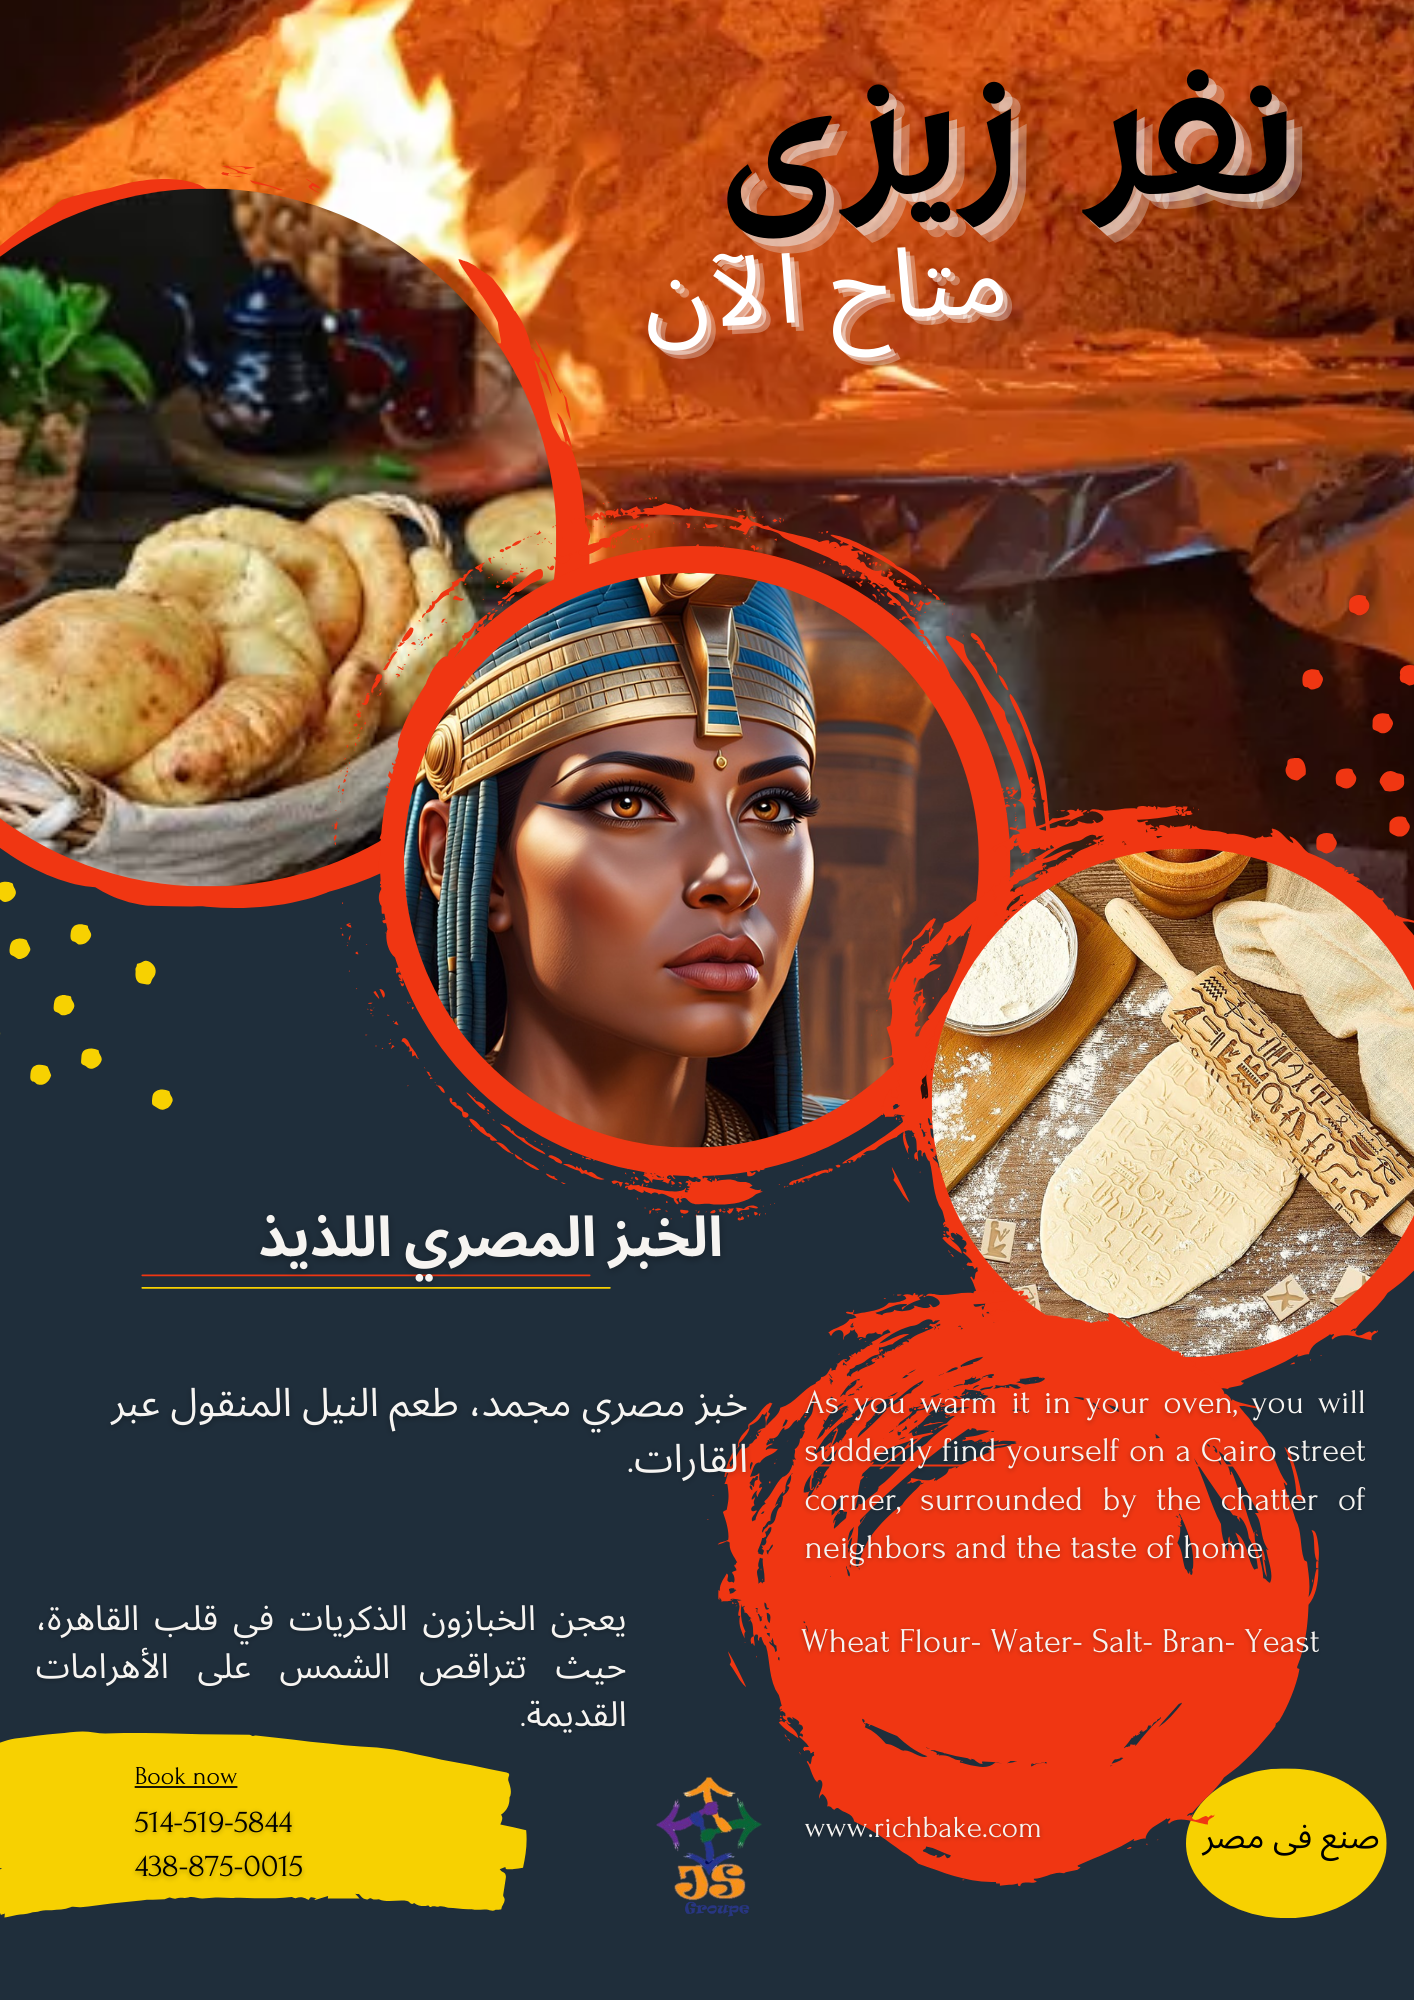 نفر زيزى
متاح الآن
الخبز المصري اللذيذ
خبز مصري مجمد، طعم النيل المنقول عبر
القارات.
As you warm it in your oven, you will
suddenly find yourself on a Cairo street
corner, surrounded by the chatter of
neighbors and the taste of home
يعجن الخبازون الذكريات في قلب القاهرة،
حيث تتراقص الشمس على الأهرامات
القديمة.
Wheat Flour- Water- Salt- Bran- Yeast
Book now
514-519-5844
438-875-0015
JS
Groupe
www.richbake.com
صنع فى مصر